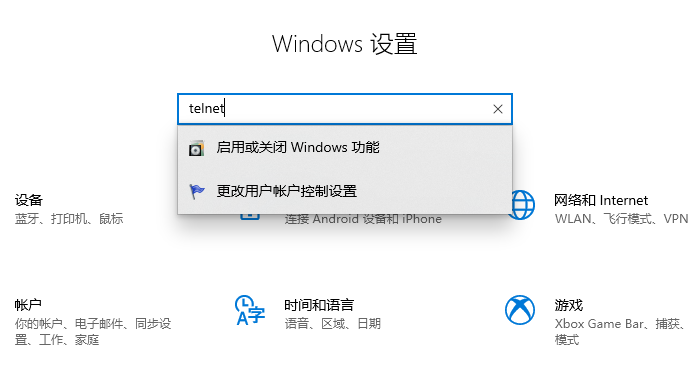 Windows 设置
telnet
启用或关闭 Windows 功能
更改用户帐户控制设置
设备
蓝牙、打印机、鼠标
连接 Android 设备和 iPhone
网络和 Internet
WLAN、飞行模式、VPN
帐户
你的帐户、电子邮件、同步设
置、工作、家庭
时间和语言
语音、区域、日期
游戏
Xbox Game Bar、捕获、
模式